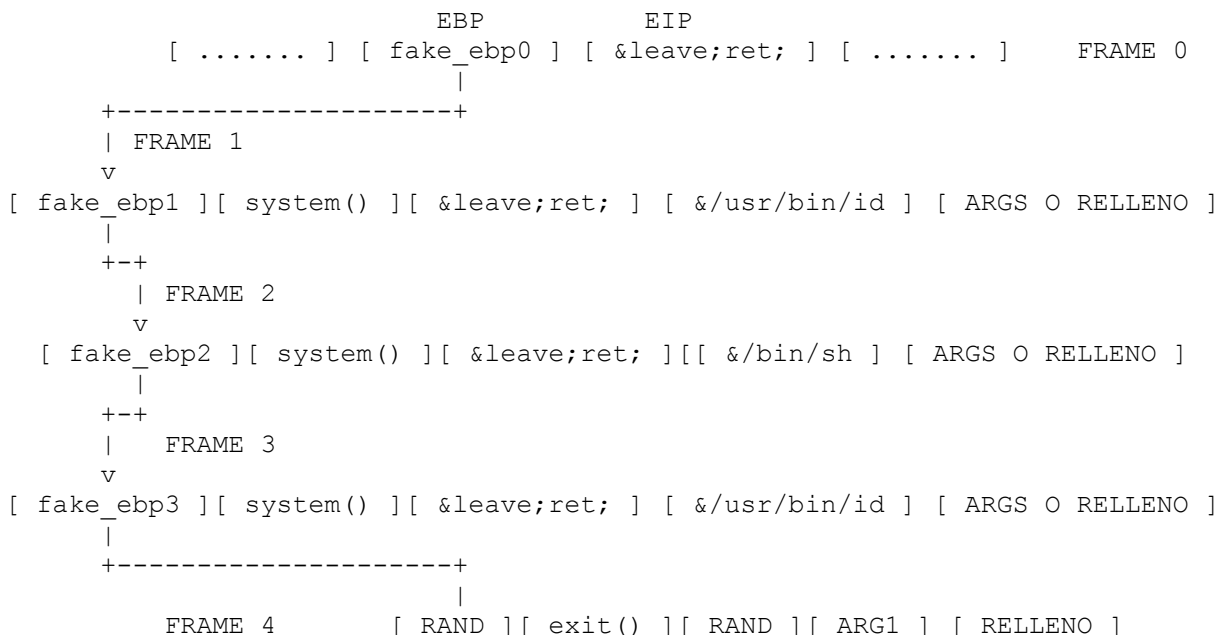 EBP EIP
[ ....... ] [ fake_ebp0 ] [ &leave;ret; ] [ ....... ] FRAME 0
|
+---------------------+
| FRAME 1
v
[ fake_ebp1 ][ system() ][ &leave;ret; ] [ &/usr/bin/id ] [ ARGS O RELLENO ]
|
+-+
| FRAME 2
v
[ fake_ebp2 ][ system() ][ &leave;ret; ][[ &/bin/sh ] [ ARGS O RELLENO ]
|
+-+
| FRAME 3
v
[ fake_ebp3 ][ system() ][ &leave;ret; ] [ &/usr/bin/id ] [ ARGS O RELLENO ]
|
+---------------------+
|
FRAME 4 [ RAND ][ exit() ][ RAND ][ ARG1 ] [ RELLENO ]